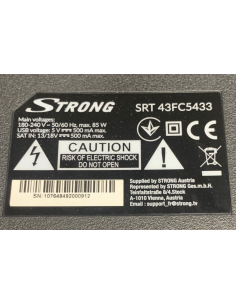 STRONG
SRT 43FC5433
Main voltages:
180-240 V~ 50/60 Hz, max. 85 W
USB voltage: 5 V⎓ 500 mA max.
SAT IN: 13/18V⎓ 500 mA max.
CAUTION
RISK OF ELECTRIC SHOCK
DO NOT OPEN
Supplied by STRONG Austria
Represented by STRONG Ges.m.b.H.
Teinfaltstraße 8/4.Stock
A-1010 Vienna, Austria
Email : support_fr@strong.tv